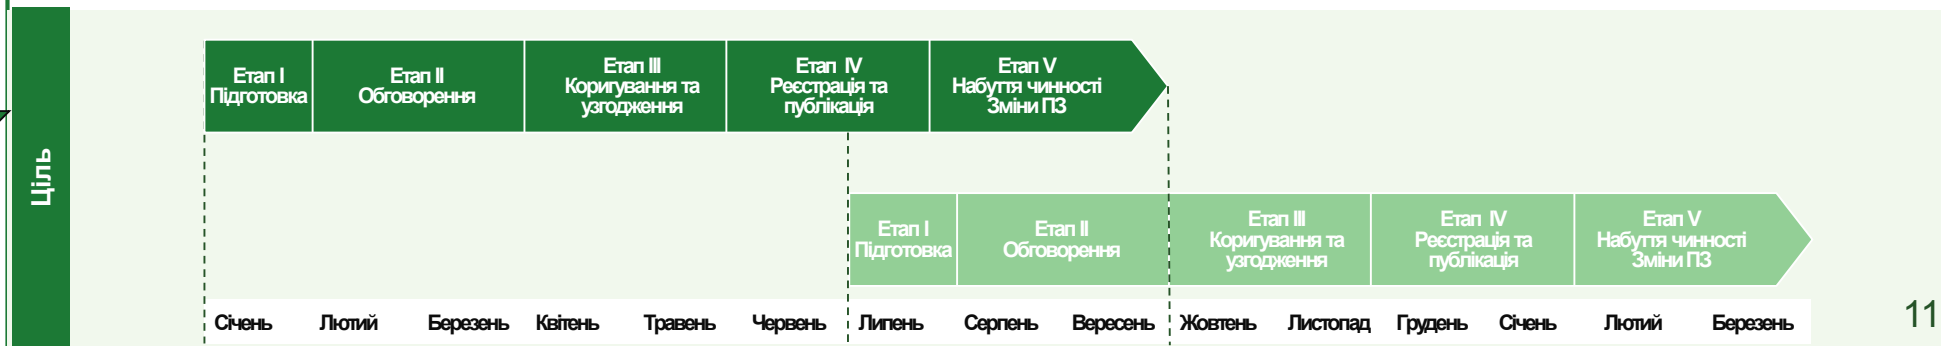 Ціль
Етап I
Підготовка
Етап II
Обговорення
Етап III
Коригування та
узгодження
Етап IV
Реєстрація та
публікація
Етап V
Набуття чинності
Зміни ПЗ
Етап I
Підготовка
Етап II
Обговорення
Етап III
Коригування та
узгодження
Етап IV
Реєстрація та
публікація
Етап V
Набуття чинності
Зміни ПЗ
Січень Лютий Березень Квітень Травень Червень Липень Серпень Вересень Жовтень Листопад Грудень Січень Лютий Березень
11